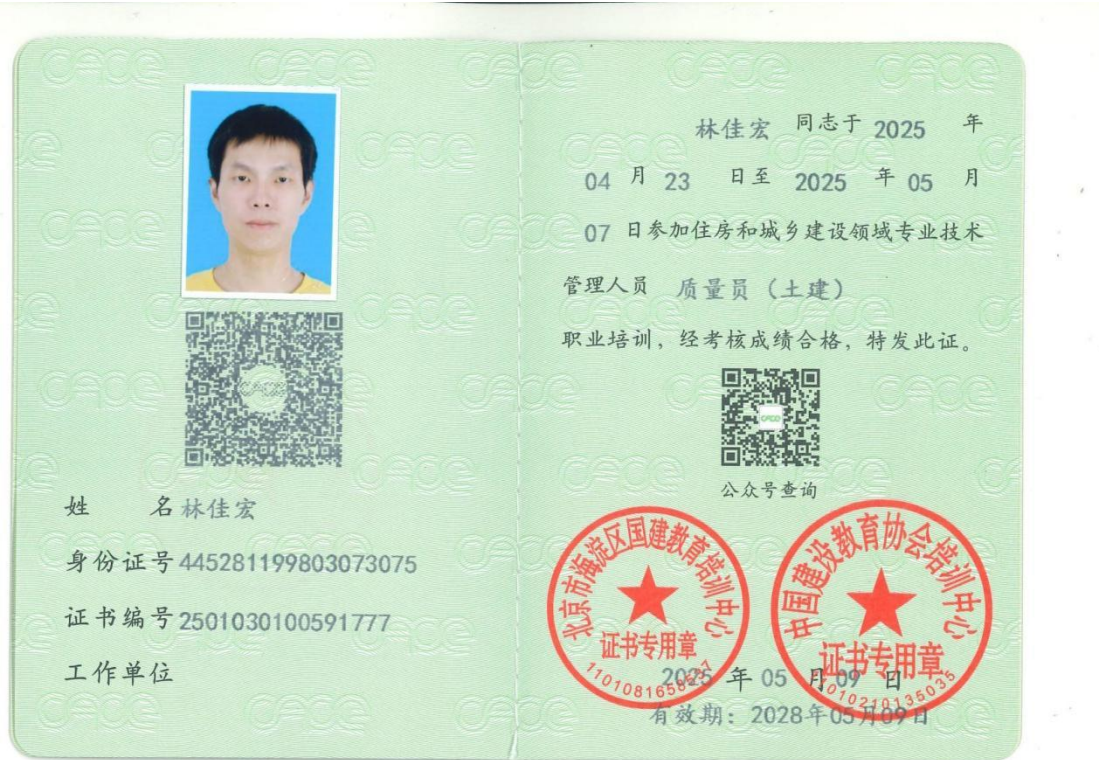 姓 名 林佳宏
身份证号 445281199803073075
证书编号 2501030100591777
工作单位
林佳宏 同志于 2025 年
04 月 23 日至 2025 年 05 月
07 日参加住房和城乡建设领域专业技术
管理人员 质量员（土建）
职业培训，经考核成绩合格，特发此证。
公众号查询
北京市海淀区国建教育培训中心
证书专用章
中国建设教育协会培训中心
证书专用章
11010210135035
2025 年 05 月 09 日
有效期：2028年05月09日